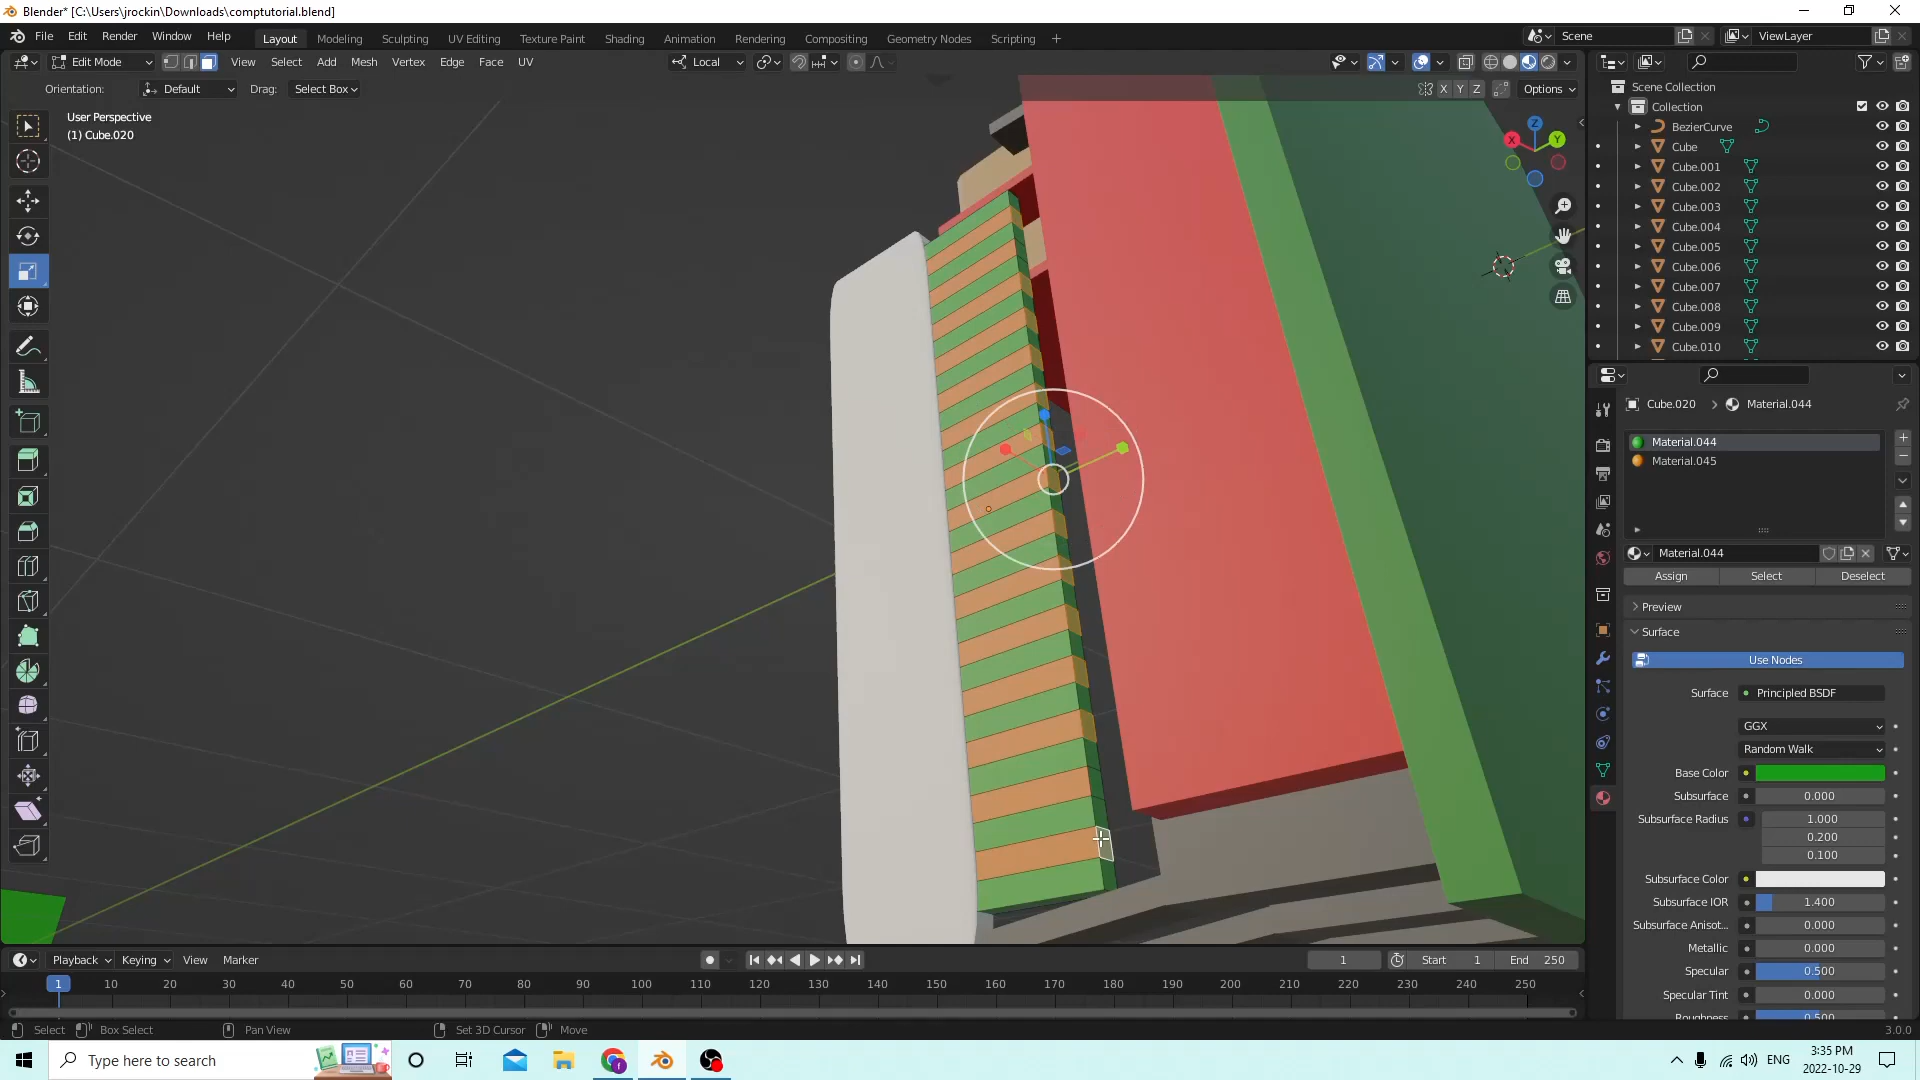 Blender* [C:\Users\jrockin\Downloads\comptutorial.blend]
File Edit Render Window Help Layout Modeling Sculpting UV Editing Texture Paint Shading Animation Rendering Compositing Geometry Nodes Scripting + Scene ViewLayer
Edit Mode View Select Add Mesh Vertex Edge Face UV Local
Orientation: Default Drag: Select Box X Y Z Options
User Perspective
(1) Cube.020
Z
X Y
Scene Collection
Collection
BezierCurve
Cube
Cube.001
Cube.002
Cube.003
Cube.004
Cube.005
Cube.006
Cube.007
Cube.008
Cube.009
Cube.010
Cube.020 > Material.044
Material.044
Material.045
Material.044
Assign Select Deselect
Preview
Surface
Use Nodes
Surface Principled BSDF
GGX
Random Walk
Base Color
Subsurface 0.000
Subsurface Radius 1.000
0.200
0.100
Subsurface Color
Subsurface IOR 1.400
Subsurface Anisot... 0.000
Metallic 0.000
Specular 0.500
Specular Tint 0.000
Roughness 0.500
Playback Keying View Marker 1 Start 1 End 250
1 10 20 30 40 50 60 70 80 90 100 110 120 130 140 150 160 170 180 190 200 210 220 230 240 250
Select Box Select Pan View Set 3D Cursor Move 3.0.0
Type here to search
ENG
3:35 PM
2022-10-29